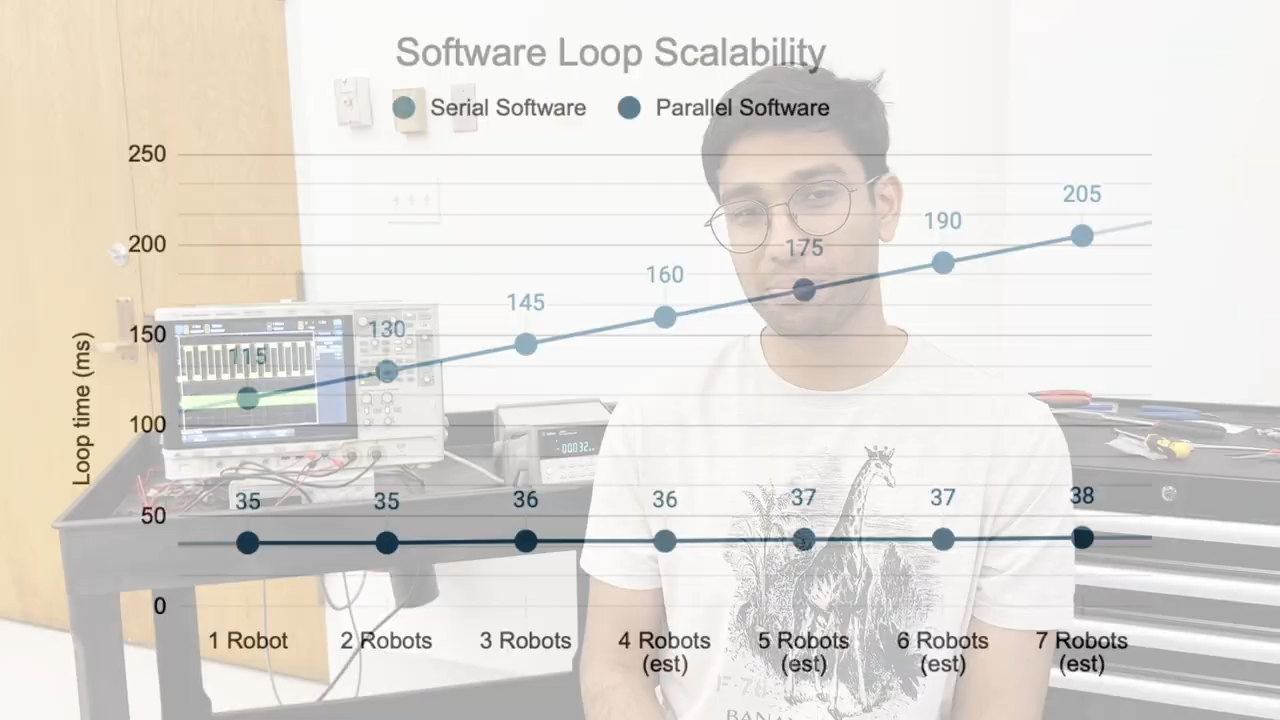 Software Loop Scalability
Serial Software
Parallel Software
250
200
150
100
50
0
Loop time (ms)
115
130
145
160
175
190
205
35
35
36
36
37
37
38
1 Robot
2 Robots
3 Robots
4 Robots
(est)
5 Robots
(est)
6 Robots
(est)
7 Robots
(est)